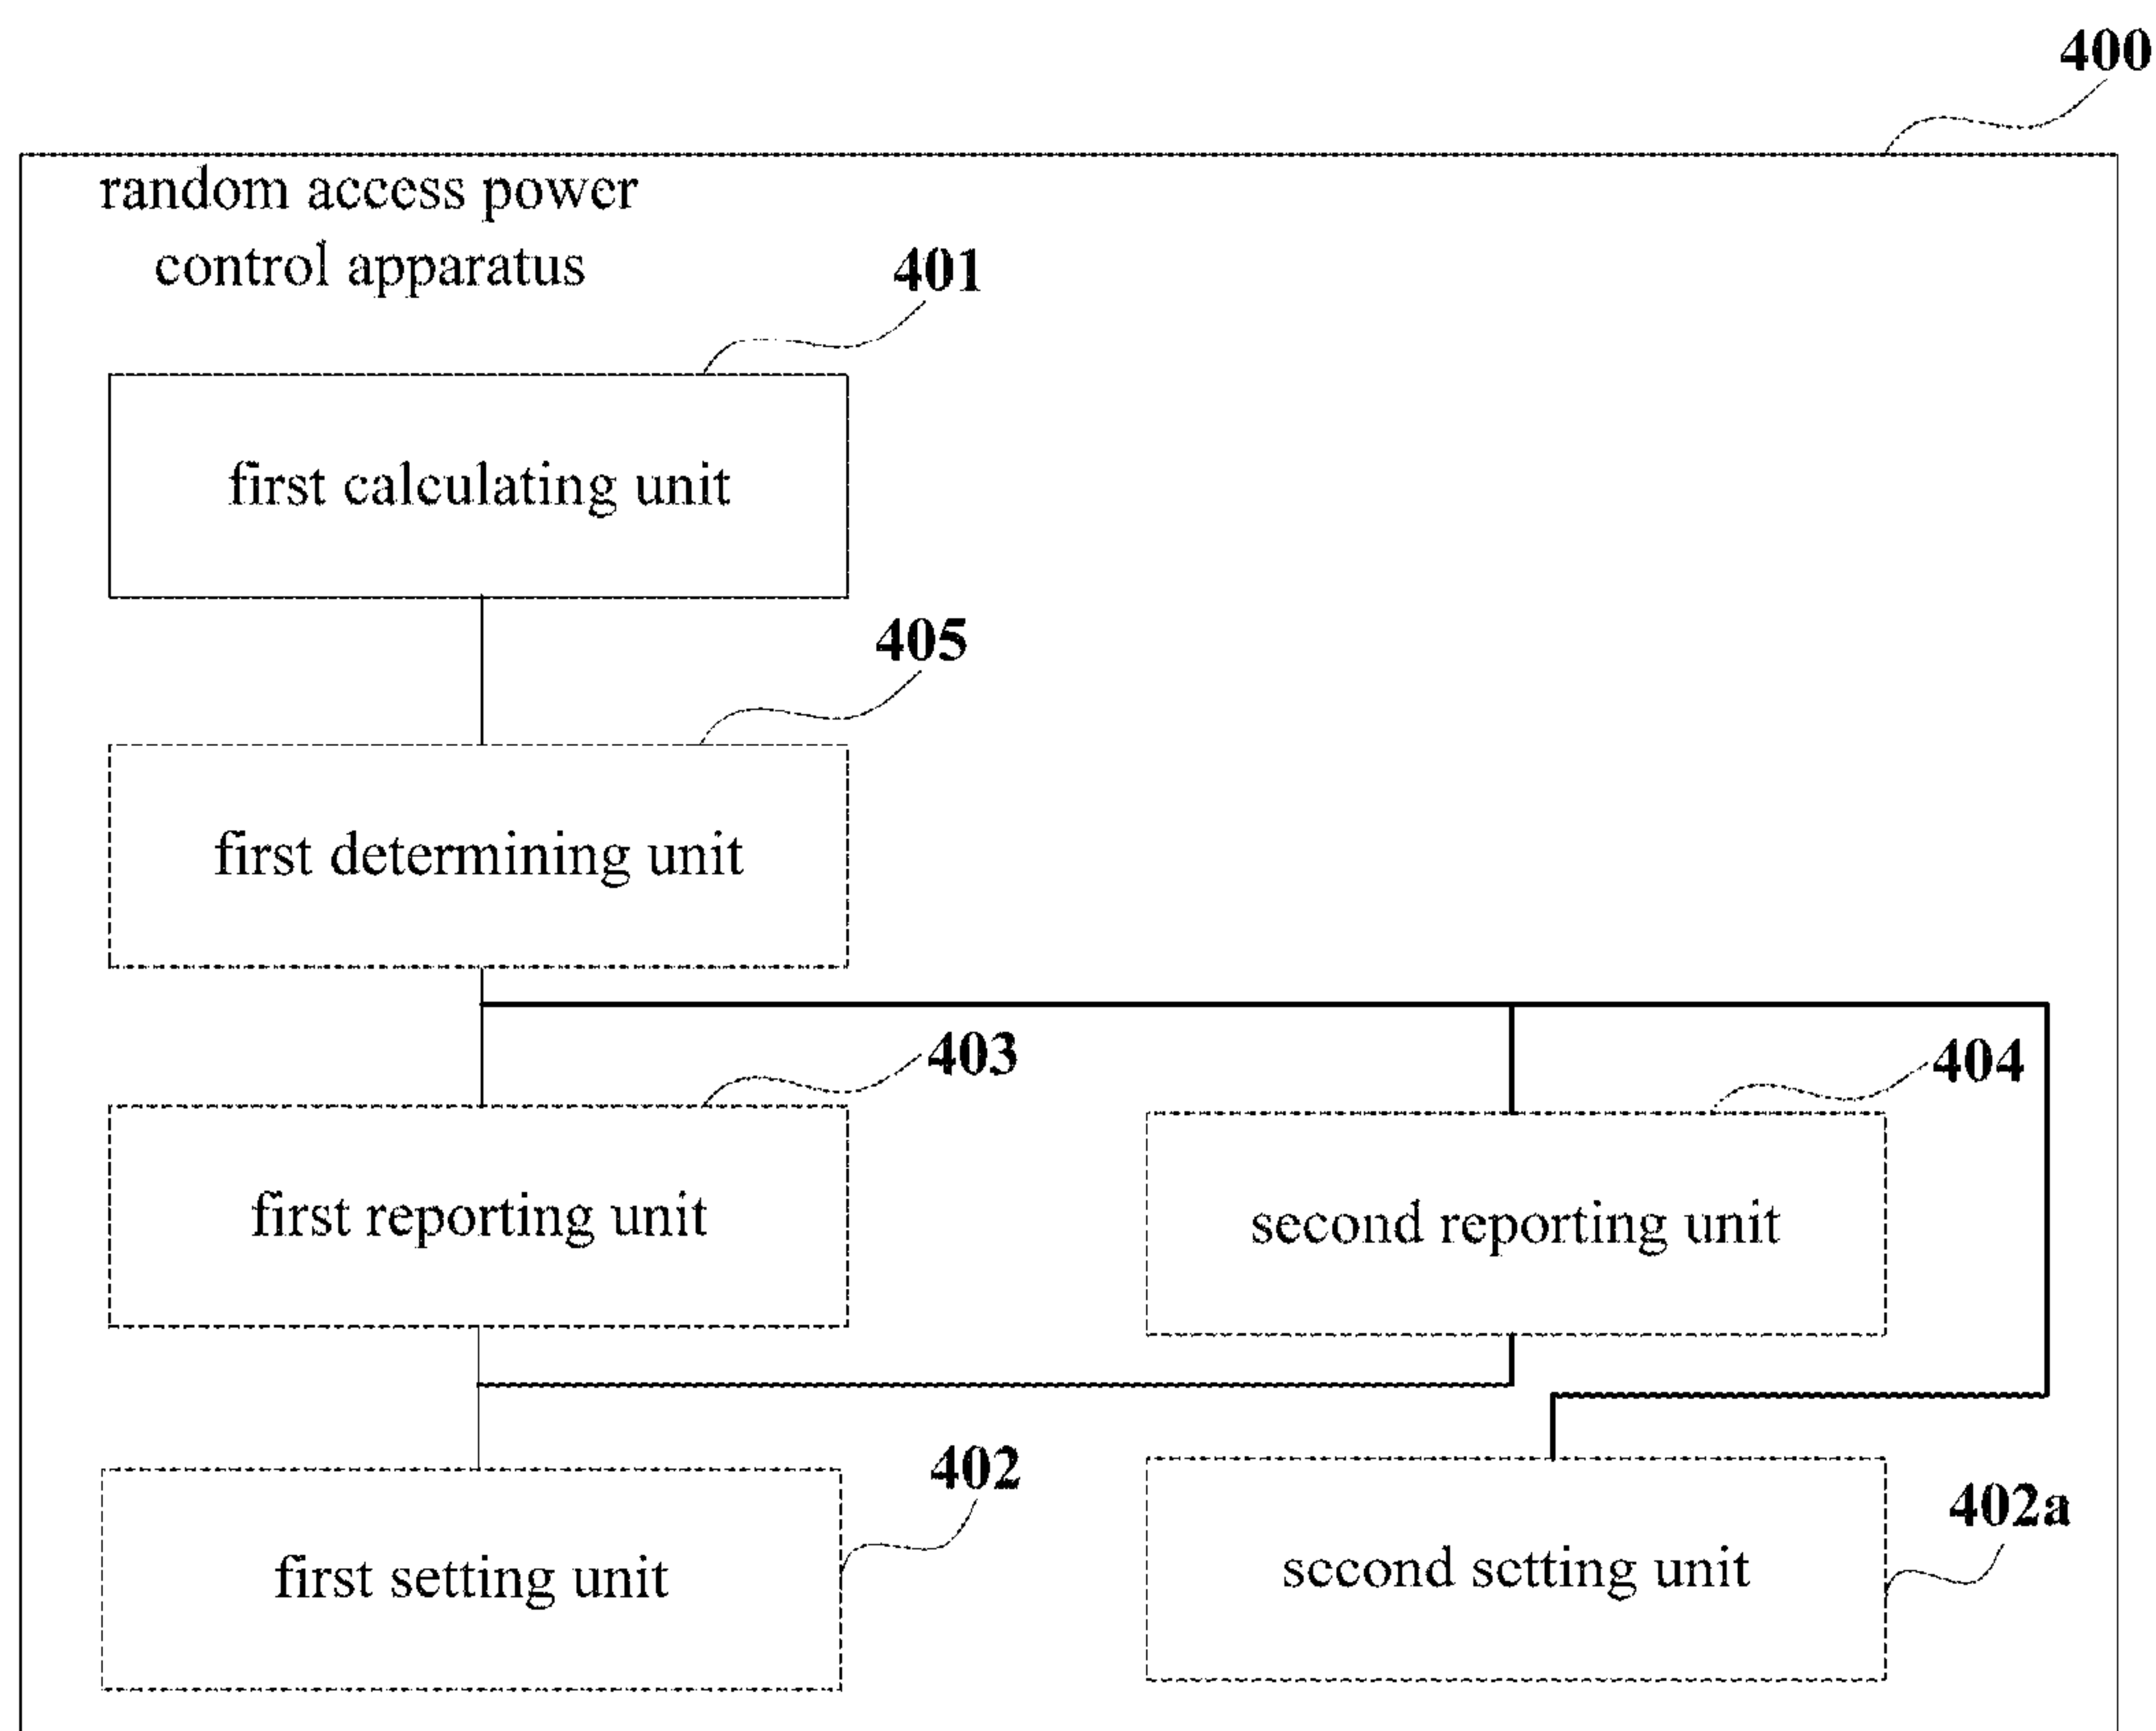 400
random access power
control apparatus
401
first calculating unit
405
first determining unit
403
404
first reporting unit
second reporting unit
402
402a
first setting unit
second setting unit